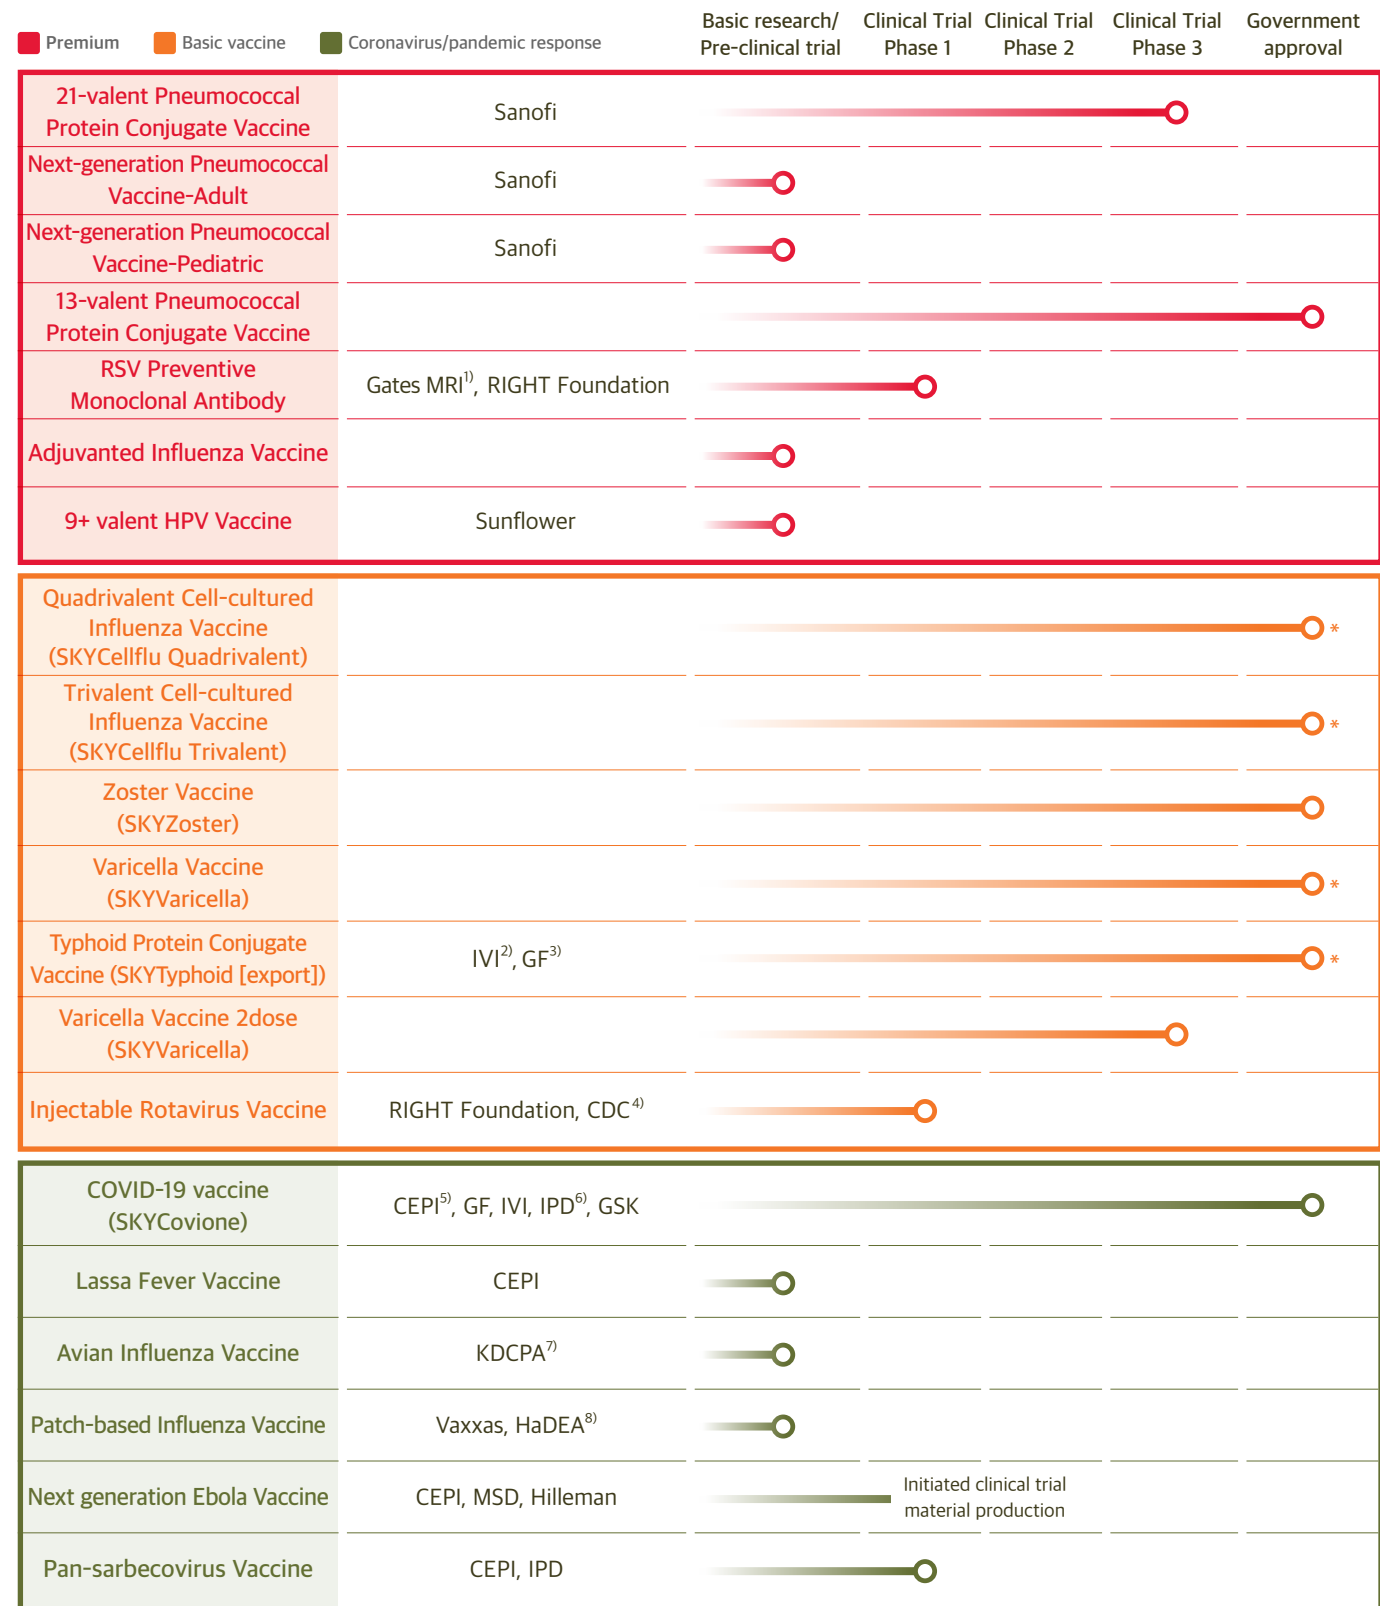 Premium
Basic vaccine
Coronavirus/pandemic response
Basic research/
Pre-clinical trial
Clinical Trial
Phase 1
Clinical Trial
Phase 2
Clinical Trial
Phase 3
Government
approval
21-valent Pneumococcal
Protein Conjugate Vaccine
Sanofi
Next-generation Pneumococcal
Vaccine-Adult
Sanofi
Next-generation Pneumococcal
Vaccine-Pediatric
Sanofi
13-valent Pneumococcal
Protein Conjugate Vaccine
RSV Preventive
Monoclonal Antibody
Gates MRI1), RIGHT Foundation
Adjuvanted Influenza Vaccine
9+ valent HPV Vaccine
Sunflower
Quadrivalent Cell-cultured
Influenza Vaccine
(SKYCellflu Quadrivalent)
*
Trivalent Cell-cultured
Influenza Vaccine
(SKYCellflu Trivalent)
*
Zoster Vaccine
(SKYZoster)
Varicella Vaccine
(SKYVaricella)
*
Typhoid Protein Conjugate
Vaccine (SKYTyphoid [export])
IVI2), GF3)
*
Varicella Vaccine 2dose
(SKYVaricella)
Injectable Rotavirus Vaccine
RIGHT Foundation, CDC4)
COVID-19 vaccine
(SKYCovione)
CEPI5), GF, IVI, IPD6), GSK
Lassa Fever Vaccine
CEPI
Avian Influenza Vaccine
KDCPA7)
Patch-based Influenza Vaccine
Vaxxas, HaDEA8)
Next generation Ebola Vaccine
CEPI, MSD, Hilleman
Initiated clinical trial
material production
Pan-sarbecovirus Vaccine
CEPI, IPD